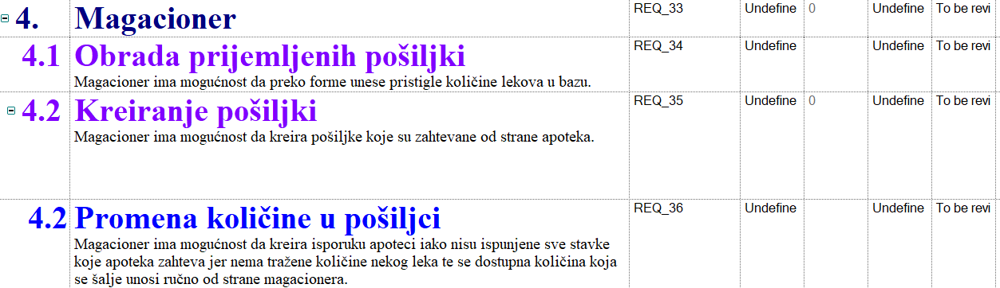 4. Magacioner REQ_33 Undefine 0 Undefine To be revi
4.1 Obrada prijemljenih pošiljki REQ_34 Undefine Undefine To be revi
Magacioner ima mogućnost da preko forme unese pristigle količine lekova u bazu.
4.2 Kreiranje pošiljki REQ_35 Undefine 0 Undefine To be revi
Magacioner ima mogućnost da kreira pošiljke koje su zahtevane od strane apoteka.
4.2 Promena količine u pošiljci REQ_36 Undefine Undefine To be revi
Magacioner ima mogućnost da kreira isporuku apoteci iako nisu ispunjene sve stavke
koje apoteka zahteva jer nema tražene količine nekog leka te se dostupna količina koja
se šalje unosi ručno od strane magacionera.